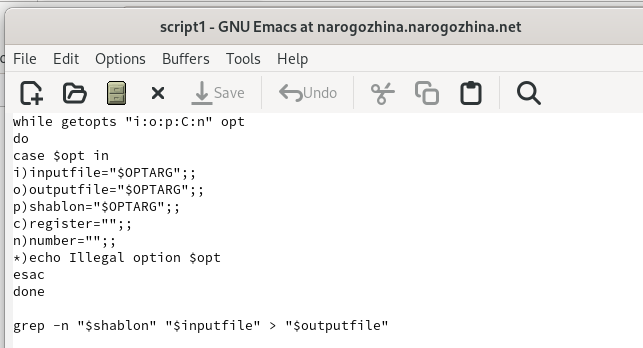 script1 - GNU Emacs at narogozhina.narogozhina.net
File Edit Options Buffers Tools Help
Save Undo
while getopts "i:o:p:C:n" opt
do
case $opt in
i)inputfile="$OPTARG";;
o)outputfile="$OPTARG";;
p)shablon="$OPTARG";;
c)register="";;
n)number="";;
*)echo Illegal option $opt
esac
done
grep -n "$shablon" "$inputfile" > "$outputfile"